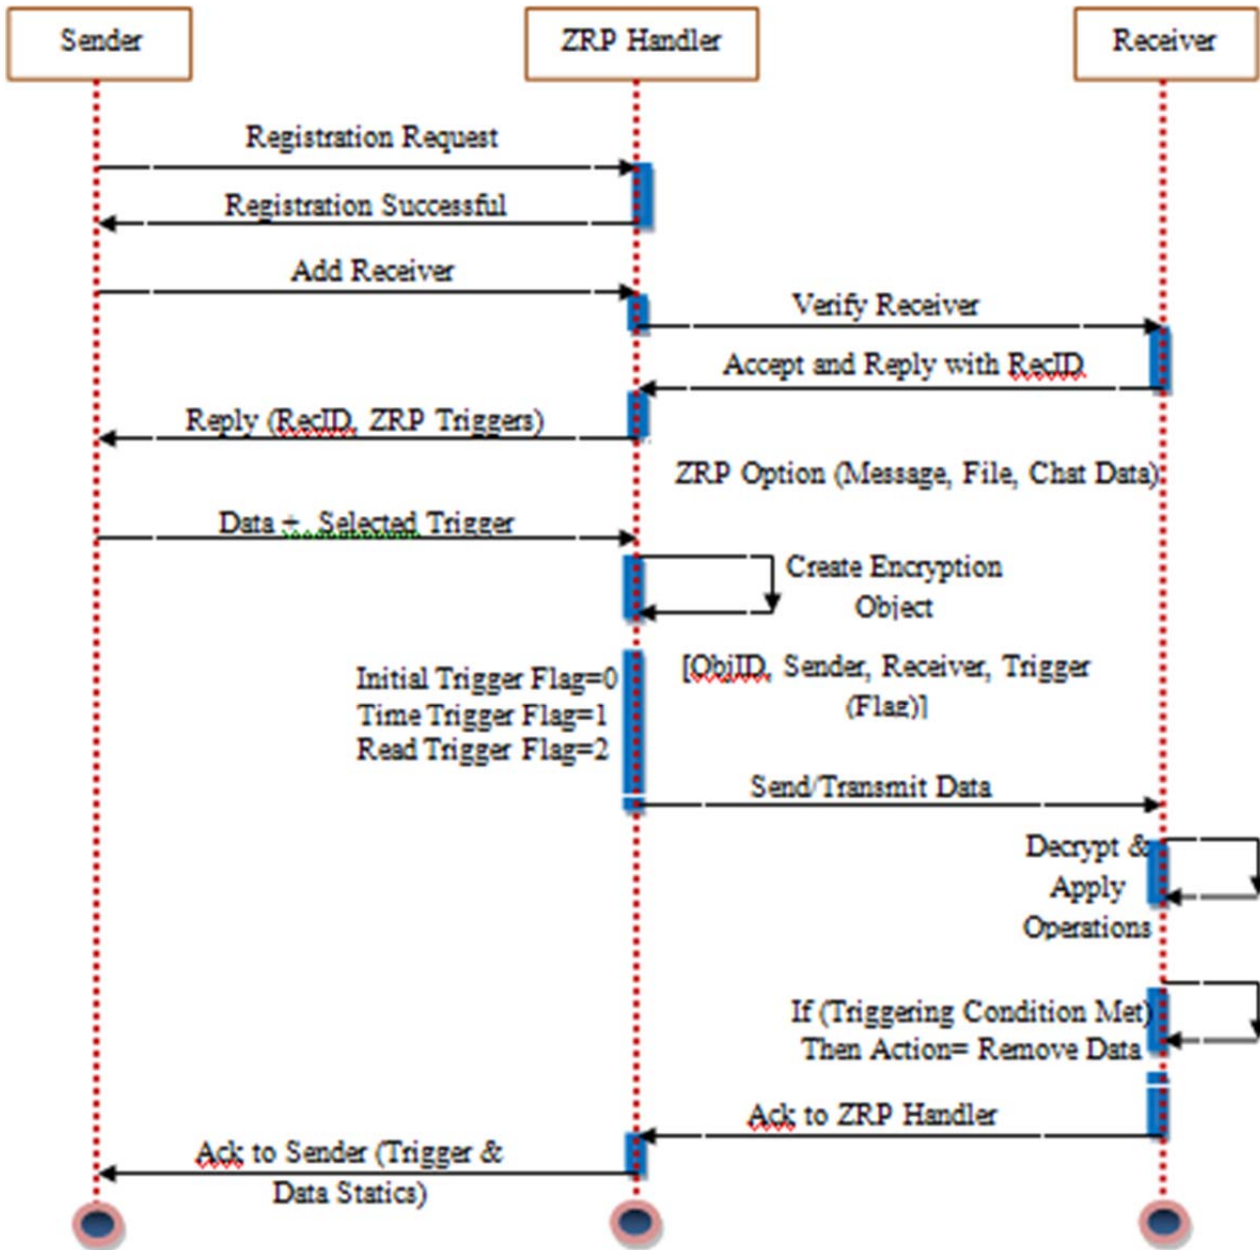 Sender
ZRP Handler
Receiver
Registration Request
Registration Successful
Add Receiver
Verify Receiver
Accept and Reply with RecID
Reply (RecID, ZRP Triggers)
ZRP Option (Message, File, Chat Data)
Data + Selected Trigger
Create Encryption
Object
[ObjID, Sender, Receiver, Trigger
(Flag)]
Initial Trigger Flag=0
Time Trigger Flag=1
Read Trigger Flag=2
Send/Transmit Data
Decrypt &
Apply
Operations
If (Triggering Condition Met)
Then Action= Remove Data
Ack to ZRP Handler
Ack to Sender (Trigger &
Data Statics)